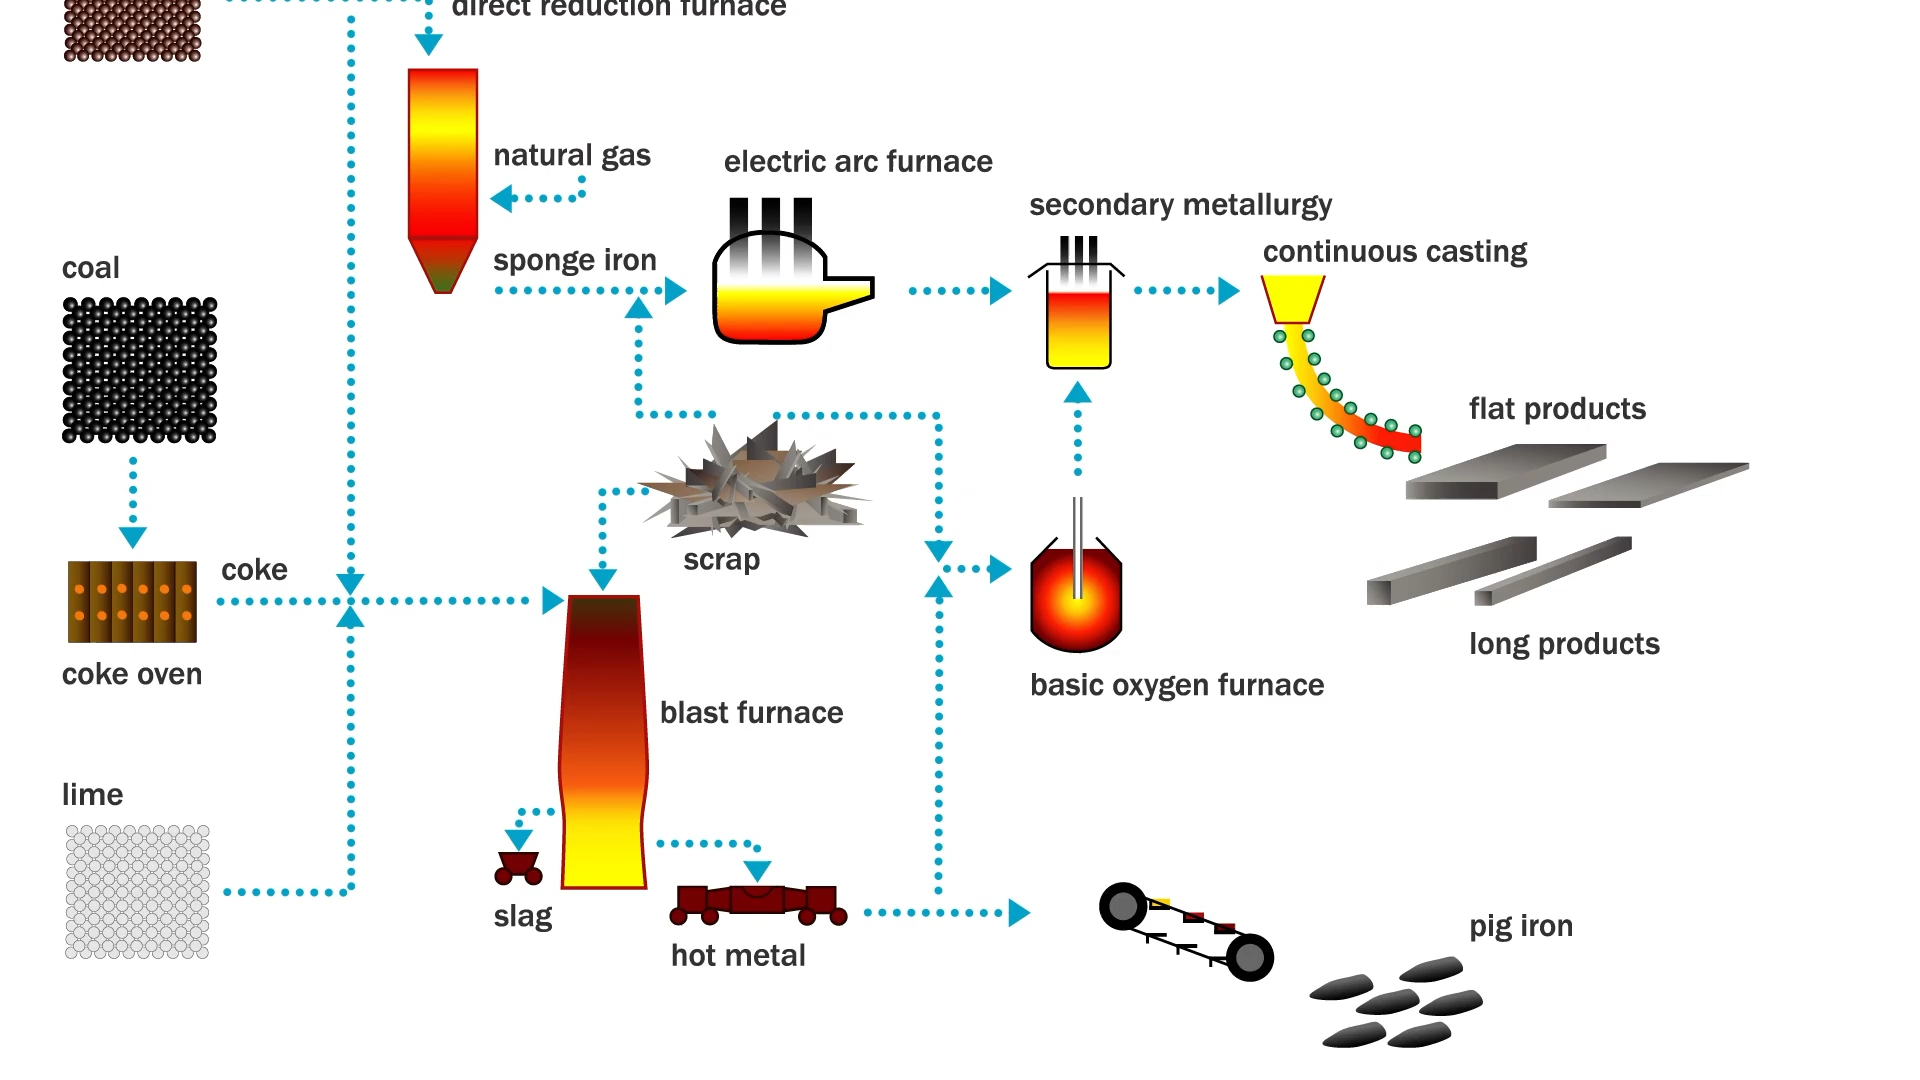 direct reduction furnace
natural gas
electric arc furnace
secondary metallurgy
continuous casting
sponge iron
coal
flat products
scrap
coke
coke oven
long products
basic oxygen furnace
blast furnace
lime
slag
hot metal
pig iron